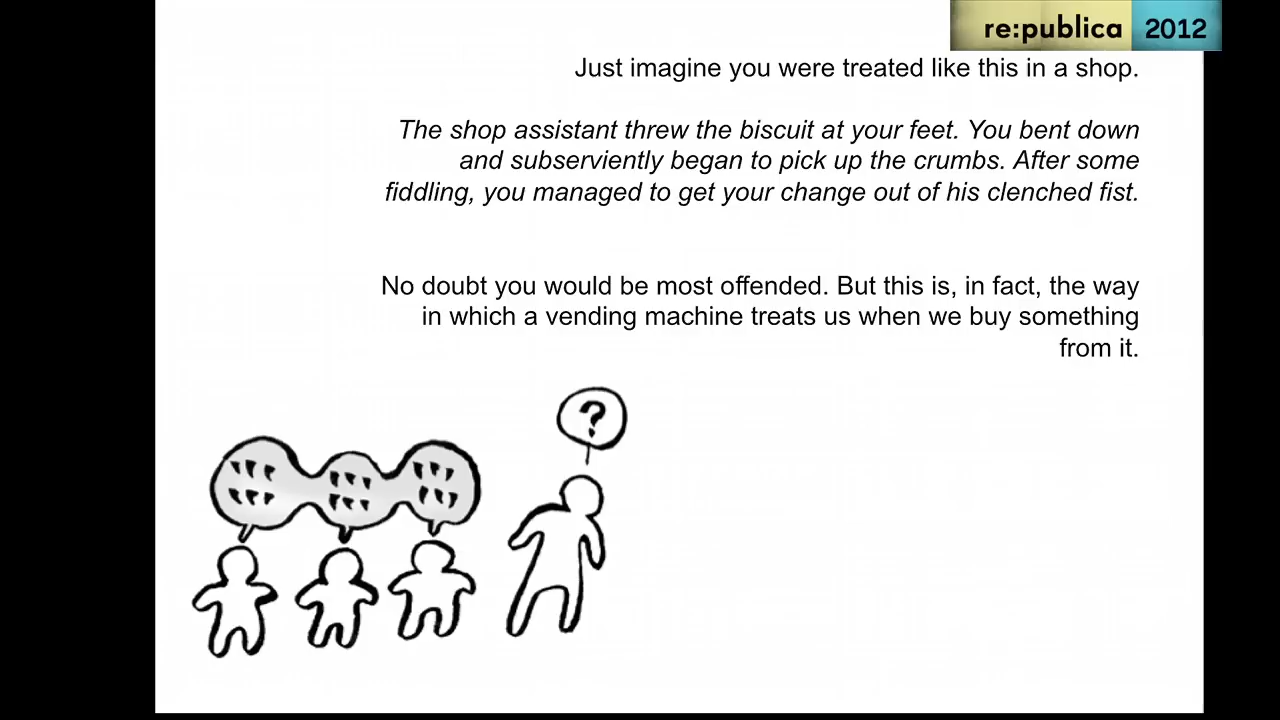 re:publica 2012
Just imagine you were treated like this in a shop.
The shop assistant threw the biscuit at your feet. You bent down
and subserviently began to pick up the crumbs. After some
fiddling, you managed to get your change out of his clenched fist.
No doubt you would be most offended. But this is, in fact, the way
in which a vending machine treats us when we buy something
from it.
?